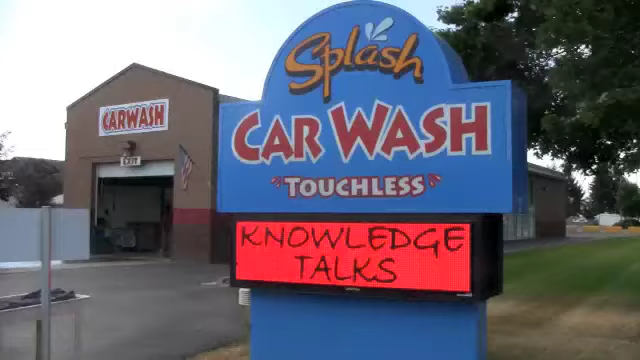 Splash
CAR WASH
"TOUCHLESS"
KNOWLEDGE
TALKS
CARWASH
EXIT